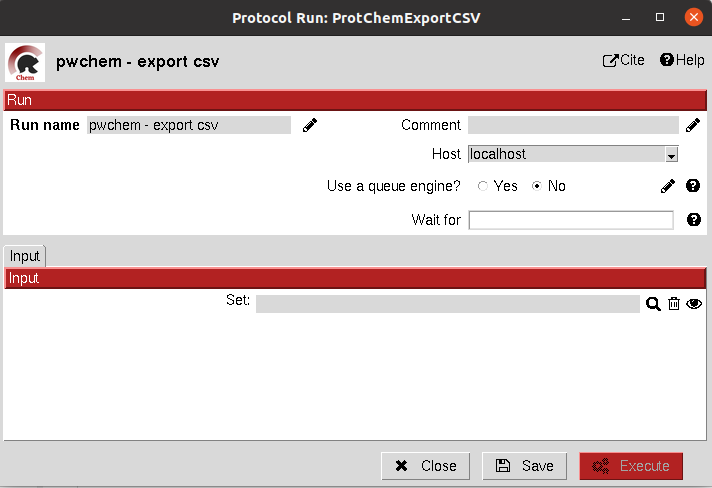 Protocol Run: ProtChemExportCSV
Chem
pwchem - export csv
Cite
Help
Run
Run name pwchem - export csv
Comment
Host localhost
Use a queue engine? Yes No
Wait for
Input
Input
Set:
Close Save Execute